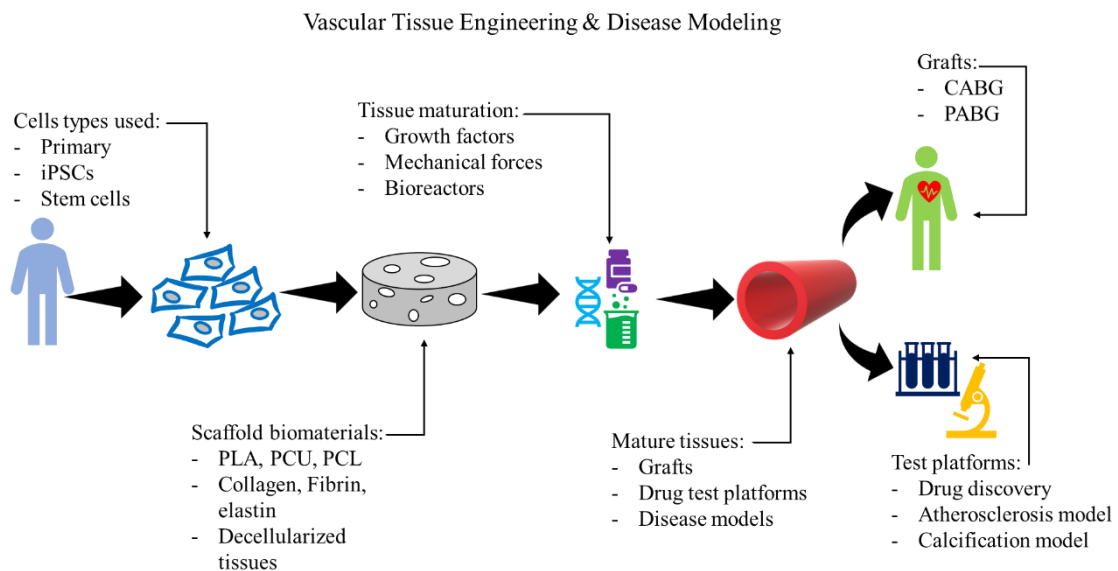 Vascular Tissue Engineering & Disease Modeling
Cells types used:
- Primary
- iPSCs
- Stem cells
Tissue maturation:
- Growth factors
- Mechanical forces
- Bioreactors
Grafts:
- CABG
- PABG
Scaffold biomaterials:
- PLA, PCU, PCL
- Collagen, Fibrin,
elastin
- Decellularized
tissues
Mature tissues:
- Grafts
- Drug test platforms
- Disease models
Test platforms:
- Drug discovery
- Atherosclerosis model
- Calcification model